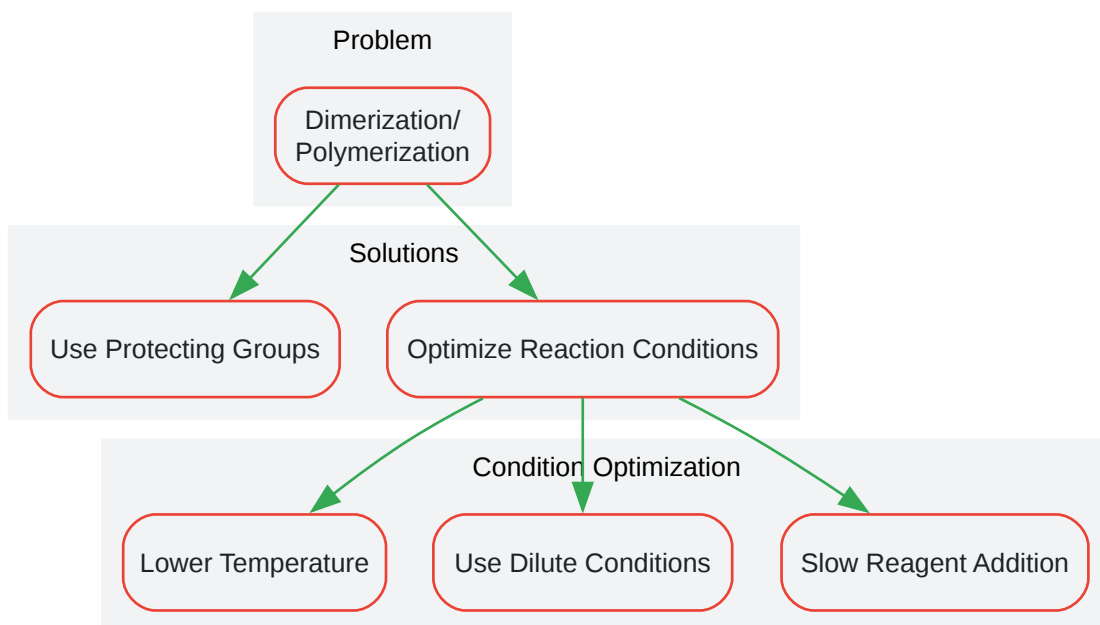 Problem
Dimerization/
Polymerization
Solutions
Use Protecting Groups
Optimize Reaction Conditions
Condition Optimization
Lower Temperature
Use Dilute Conditions
Slow Reagent Addition